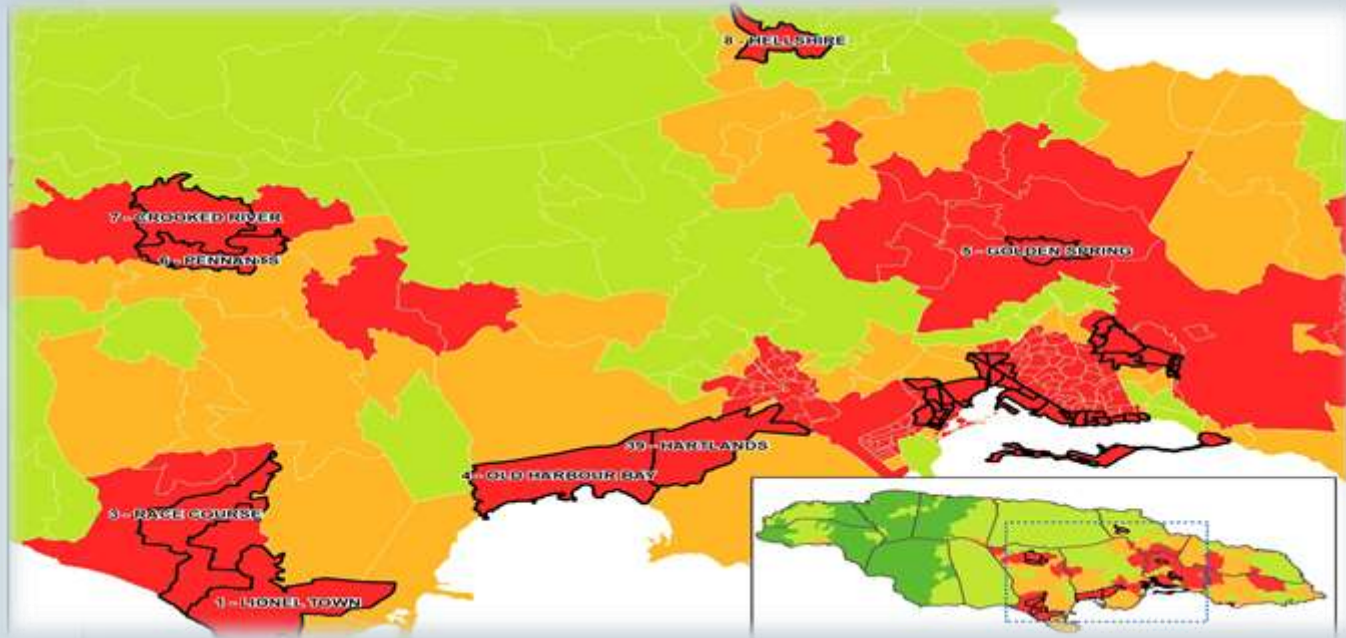 8 - HELLSHIRE
7 - CROOKED RIVER
6 - PENNANTS
5 - GOLDEN SPRING
39 - HARTLANDS
4 - OLD HARBOUR BAY
3 - RACE COURSE
1 - LIONEL TOWN